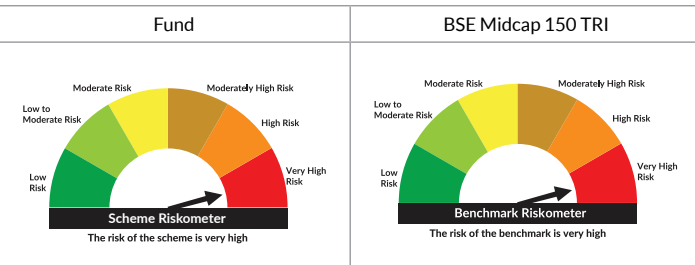 Fund
BSE Midcap 150 TRI
Moderate Risk
Moderately High Risk
Low to
Moderate Risk
High Risk
Low
Risk
Very High
Risk
Scheme Riskometer
The risk of the scheme is very high
Moderate Risk
Moderately High Risk
Low to
Moderate Risk
High Risk
Low
Risk
Very High
Risk
Benchmark Riskometer
The risk of the benchmark is very high